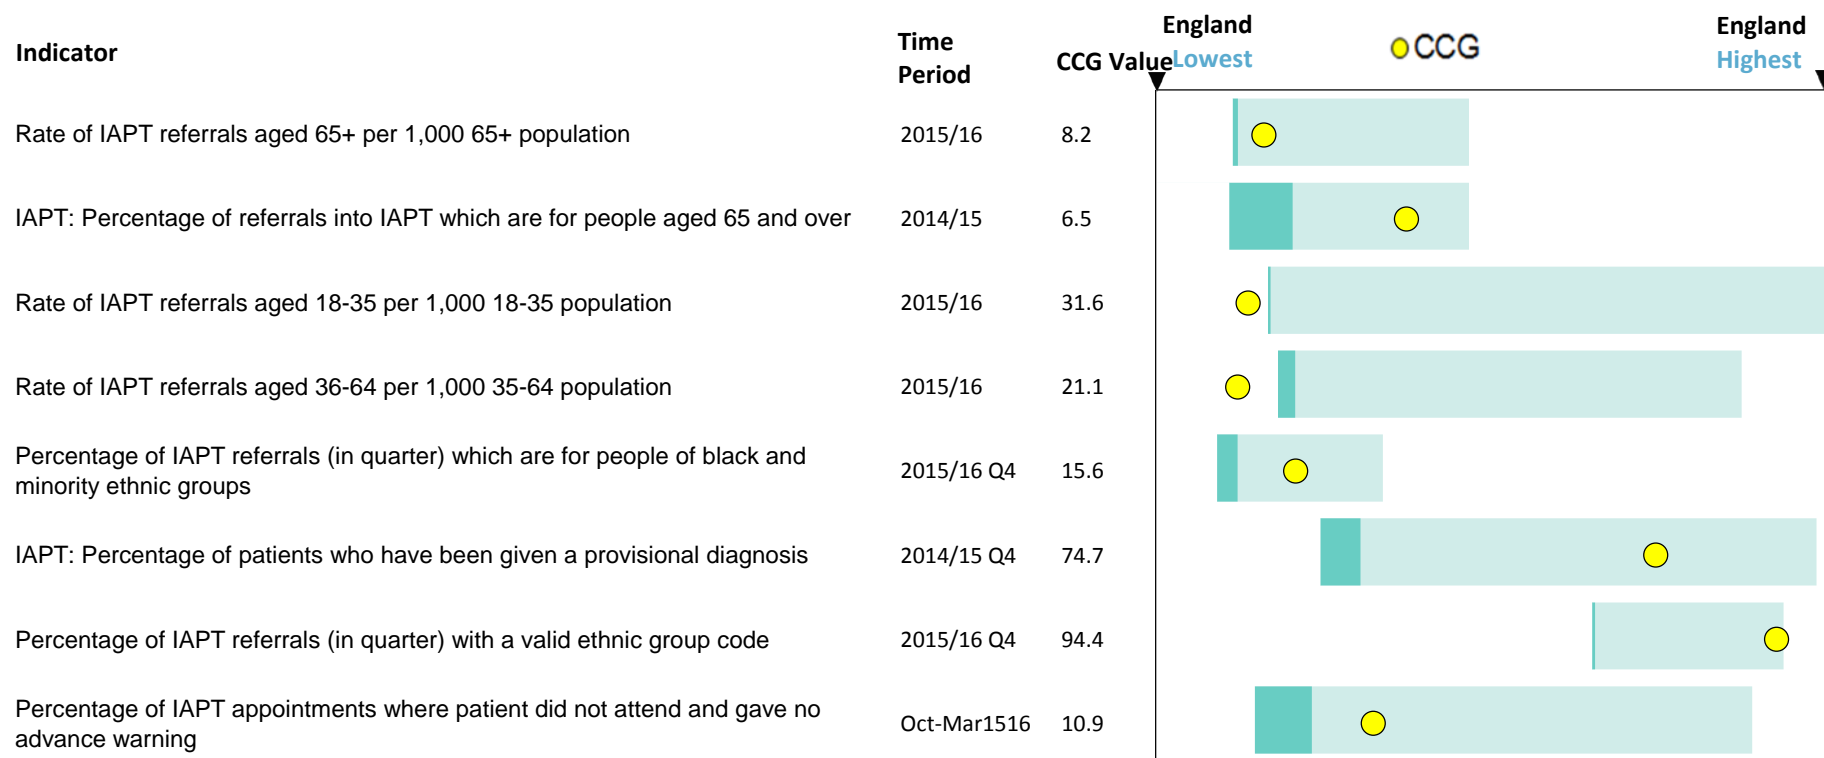 Indicator
Time
Period
CCG Value
England
Lowest
CCG
England
Highest
Rate of IAPT referrals aged 65+ per 1,000 65+ population 2015/16 8.2
IAPT: Percentage of referrals into IAPT which are for people aged 65 and over 2014/15 6.5
Rate of IAPT referrals aged 18-35 per 1,000 18-35 population 2015/16 31.6
Rate of IAPT referrals aged 36-64 per 1,000 35-64 population 2015/16 21.1
Percentage of IAPT referrals (in quarter) which are for people of black and
minority ethnic groups
2015/16 Q4 15.6
IAPT: Percentage of patients who have been given a provisional diagnosis 2014/15 Q4 74.7
Percentage of IAPT referrals (in quarter) with a valid ethnic group code 2015/16 Q4 94.4
Percentage of IAPT appointments where patient did not attend and gave no
advance warning
Oct-Mar1516 10.9